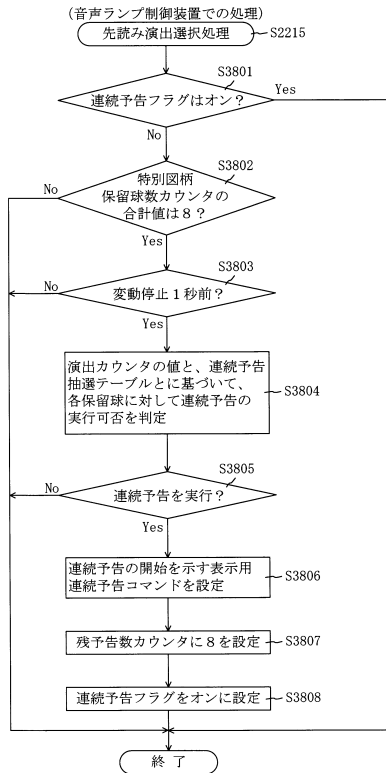 (音声ランプ制御装置での処理)
先読み演出選択処理
S2215
S3801
連続予告フラグはオン？
Yes
No
S3802
特別図柄
保留球数カウンタの
合計値は８？
No
Yes
S3803
変動停止１秒前？
No
Yes
演出カウンタの値と、連続予告
抽選テーブルとに基づいて、
各保留球に対して連続予告の
実行可否を判定
S3804
S3805
連続予告を実行？
No
Yes
連続予告の開始を示す表示用
連続予告コマンドを設定
S3806
残予告数カウンタに８を設定
S3807
連続予告フラグをオンに設定
S3808
終了